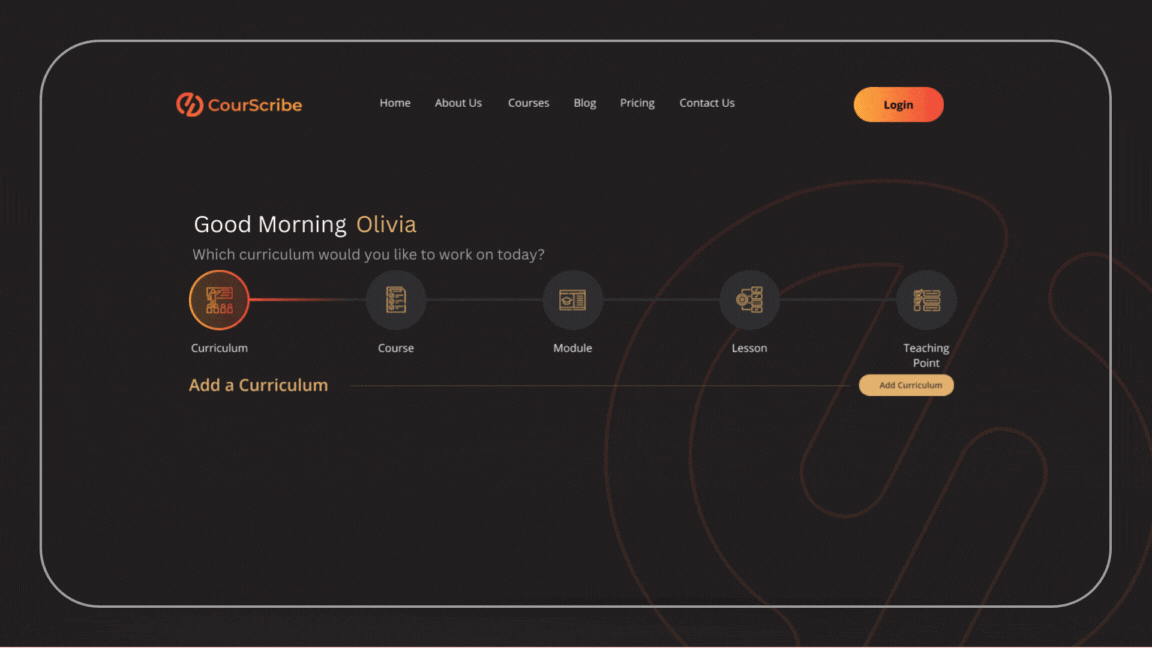 CourScribe Home About Us Courses Blog Pricing Contact Us Login
Good Morning Olivia
Which curriculum would you like to work on today?
Curriculum Course Module Lesson Teaching
Point
Add a Curriculum Add Curriculum